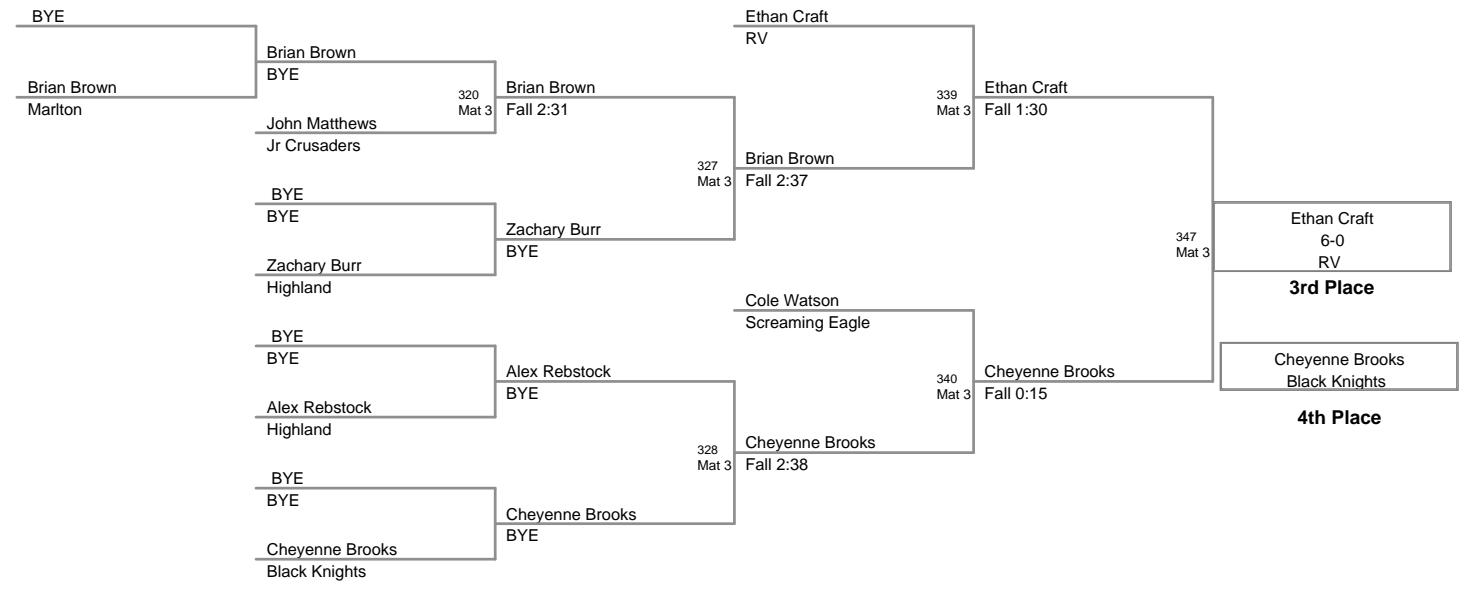 BYE
Brian Brown
Marlton
Brian Brown
BYE
John Matthews
Jr Crusaders
BYE
BYE
Zachary Burr
Highland
BYE
BYE
Alex Rebstock
Highland
BYE
BYE
Cheyenne Brooks
Black Knights
320
Mat 3
Brian Brown
Fall 2:31
Zachary Burr
BYE
Alex Rebstock
BYE
Cheyenne Brooks
BYE
327
Mat 3
328
Mat 3
Ethan Craft
RV
Brian Brown
Fall 2:37
Cole Watson
Screaming Eagle
Cheyenne Brooks
Fall 2:38
339
Mat 3
340
Mat 3
Ethan Craft
Fall 1:30
Cheyenne Brooks
Fall 0:15
347
Mat 3
Ethan Craft
6-0
RV
3rd Place
Cheyenne Brooks
Black Knights
4th Place